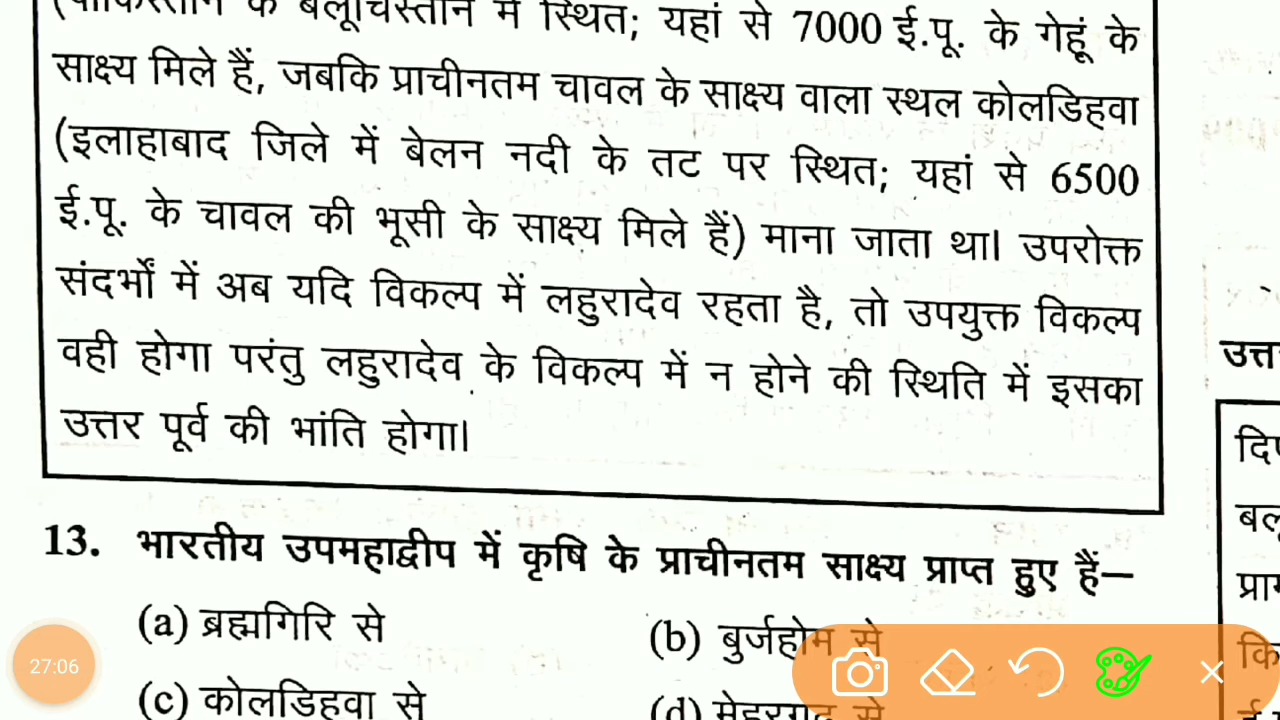 (पाकिस्तान के बलूचिस्तान में स्थित; यहां से 7000 ई.पू. के गेहूं के
साक्ष्य मिले हैं, जबकि प्राचीनतम चावल के साक्ष्य वाला स्थल कोलडिहवा
(इलाहाबाद जिले में बेलन नदी के तट पर स्थित; यहां से 6500
ई.पू. के चावल की भूसी के साक्ष्य मिले हैं) माना जाता था। उपरोक्त
संदर्भों में अब यदि विकल्प में लहुरादेव रहता है, तो उपयुक्त विकल्प
वही होगा परंतु लहुरादेव के विकल्प में न होने की स्थिति में इसका
उत्तर पूर्व की भांति होगा।
13. भारतीय उपमहाद्वीप में कृषि के प्राचीनतम साक्ष्य प्राप्त हुए हैं—
(a) ब्रह्मगिरि से
(b) बुर्जहोम से
(c) कोलडिहवा से
(d) मेहरगढ़ से
27:06